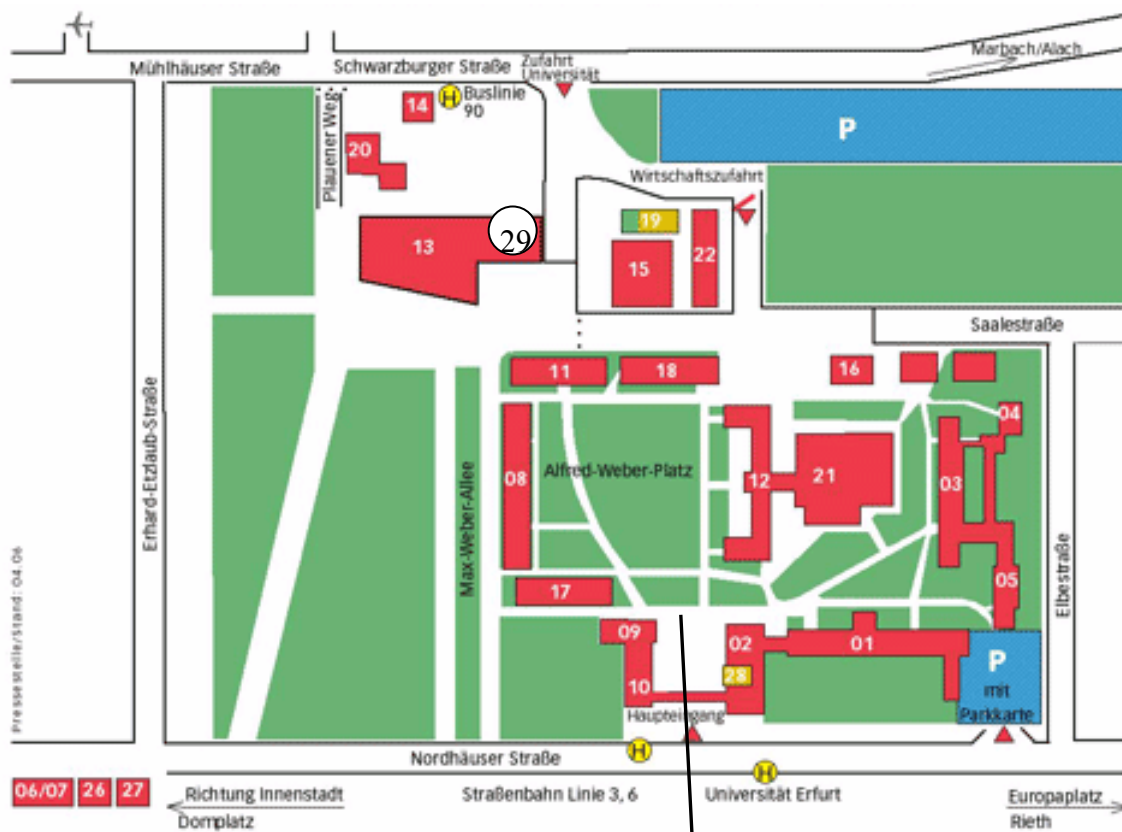 Marbach/Alach
Mühlhäuser Straße
Schwarzburger Straße
Zufahrt
Universität
14
H
Buslinie
90
P
Plauener Weg
20
Wirtschaftszufahrt
13
29
19
15
22
Saalestraße
11
18
16
04
Erhard-Etzlaub-Straße
Max-Weber-Allee
08
Alfred-Weber-Platz
12
21
03
05
Elbestraße
17
09
02
01
10
28
P
mit
Parkkarte
Haupteingang
Pressestelle/Stand: 04.06
Nordhäuser Straße
H
H
06/07
26
27
Richtung Innenstadt
Domplatz
Straßenbahn Linie 3, 6
Universität Erfurt
Europaplatz
Rieth